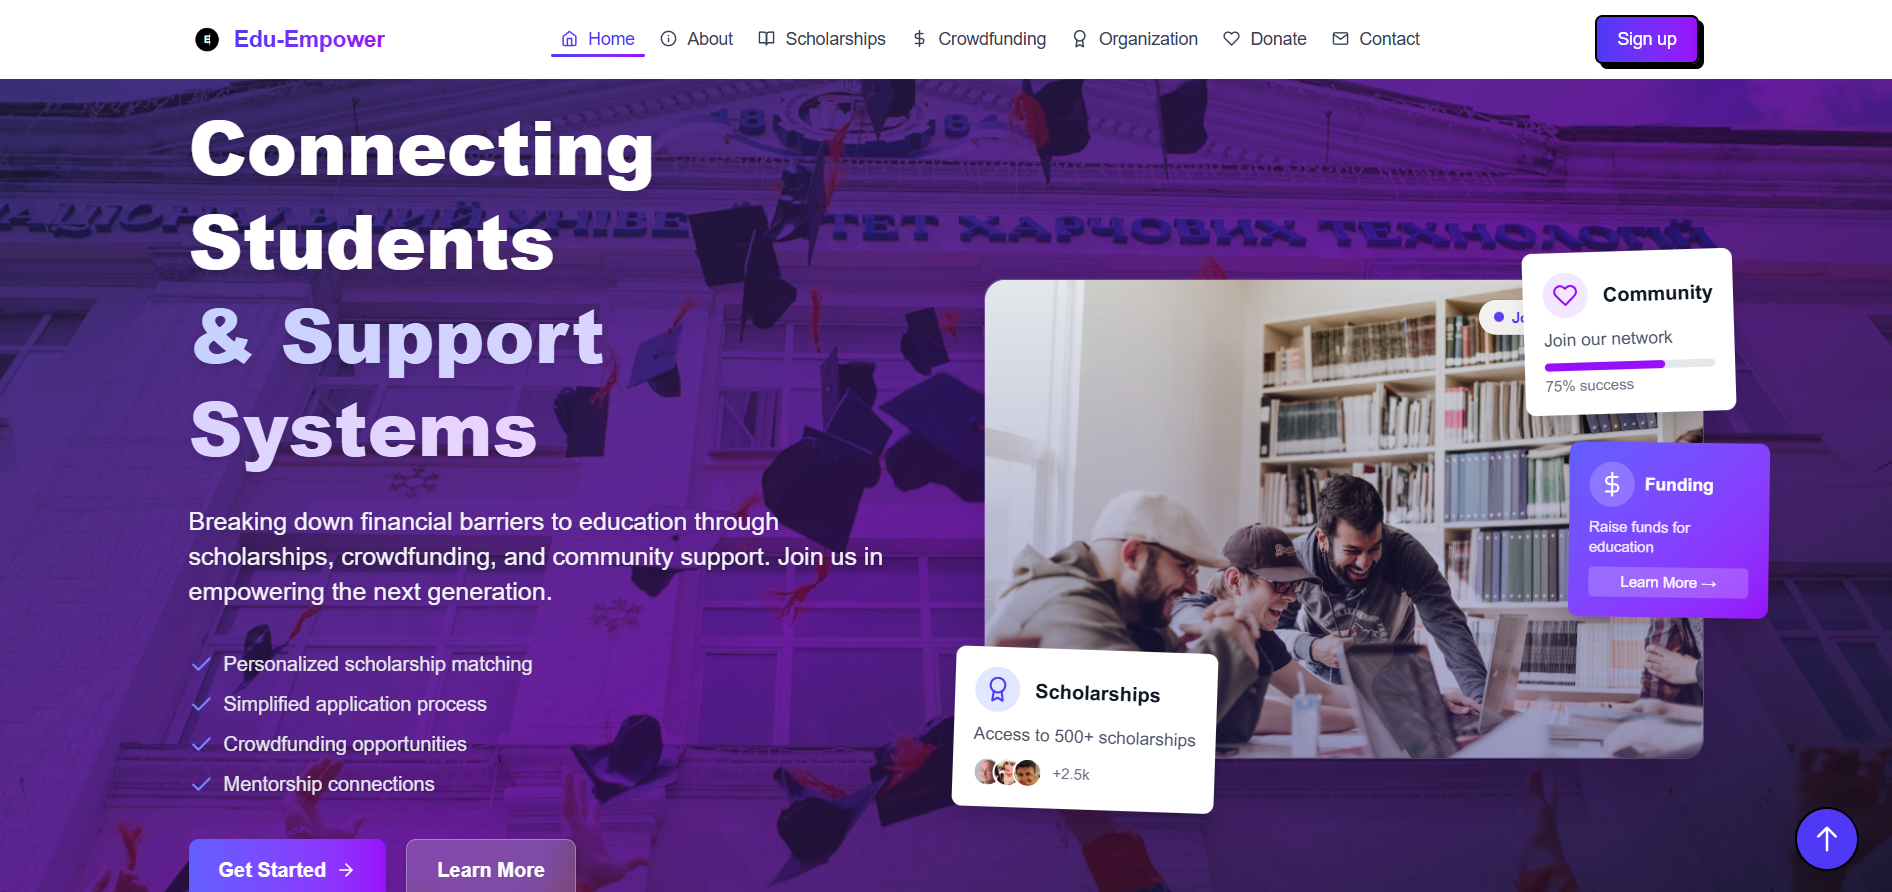 Edu-Empower
Home
About
Scholarships
Crowdfunding
Organization
Donate
Contact
Sign up
Connecting
Students
& Support
Systems
Breaking down financial barriers to education through
scholarships, crowdfunding, and community support. Join us in
empowering the next generation.
Personalized scholarship matching
Simplified application process
Crowdfunding opportunities
Mentorship connections
Get Started →
Learn More
Community
Join our network
75% success
Funding
Raise funds for
education
Learn More →
Scholarships
Access to 500+ scholarships
+2.5k
ТЕТ ХАРЧОВИХ ТЕХНОЛОГІЙ